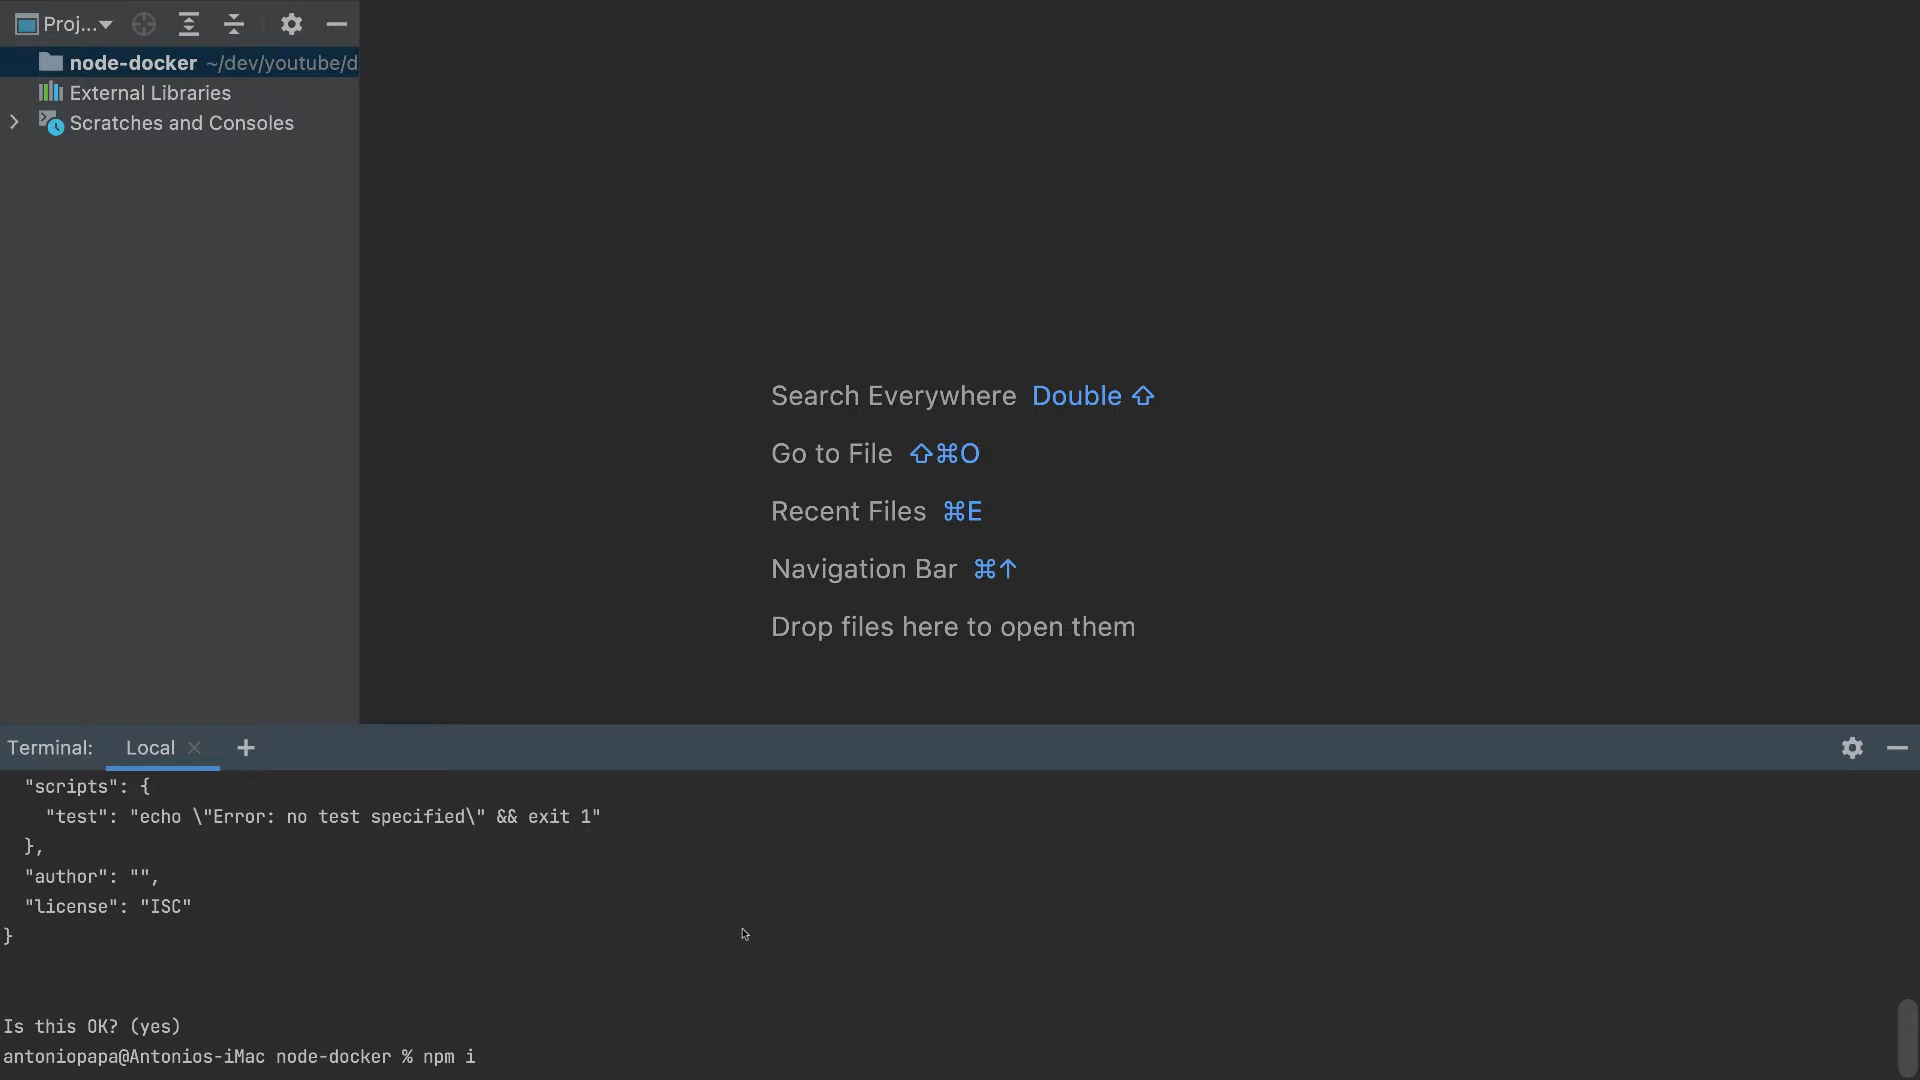 Proj...
node-docker ~/dev/youtube/d
External Libraries
Scratches and Consoles
Search Everywhere Double ⇧
Go to File ⇧⌘O
Recent Files ⌘E
Navigation Bar ⌘↑
Drop files here to open them
Terminal: Local
"scripts": {
"test": "echo \"Error: no test specified\" && exit 1"
},
"author": "",
"license": "ISC"
}
Is this OK? (yes)
antoniopapa@Antonios-iMac node-docker % npm i